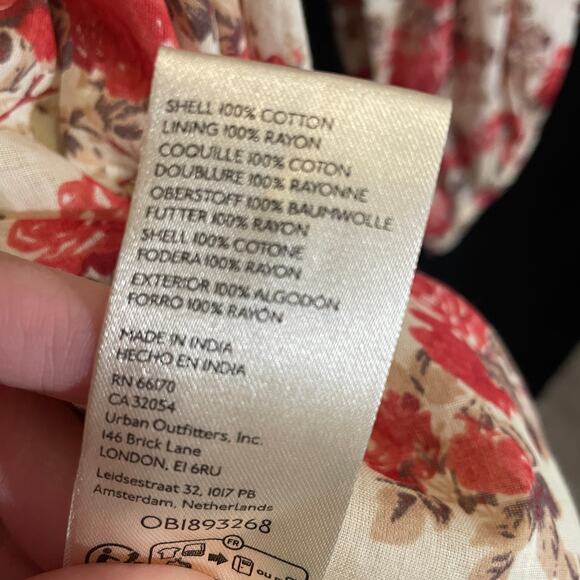 SHELL 100% COTTON
LINING 100% RAYON
COQUILLE 100% COTON
DOUBLURE 100% RAYONNE
OBERSTOFF 100% BAUMWOLLE
FUTTER 100% RAYON
SHELL 100% COTONE
FODERA 100% RAYON
EXTERIOR 100% ALGODÓN
FORRO 100% RAYÓN
MADE IN INDIA
HECHO EN INDIA
RN 66170
CA 32054
Urban Outfitters, Inc.
146 Brick Lane
LONDON, E1 6RU
Leidsestraat 32, 1017 PB
Amsterdam, Netherlands
OB1893268
FR
OU